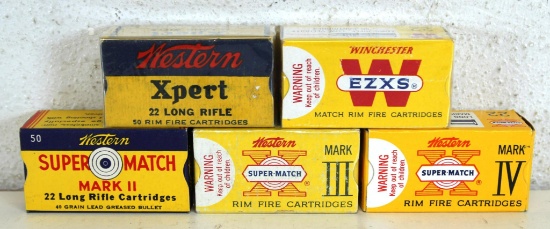 Western
Xpert
22 LONG RIFLE
50 RIM FIRE CARTRIDGES
WINCHESTER
WARNING
Keep out of reach
of children.
W
EZXS
MATCH RIM FIRE CARTRIDGES
50
Western
SUPER MATCH
MARK II
22 Long Rifle Cartridges
40 GRAIN LEAD GREASED BULLET
WARNING
Keep out of reach
of children.
Western
X
SUPER-MATCH
MARK
III
RIM FIRE CARTRIDGES
WARNING
Keep out of reach
of children.
Western
X
SUPER-MATCH
MARK
IV
RIM FIRE CARTRIDGES